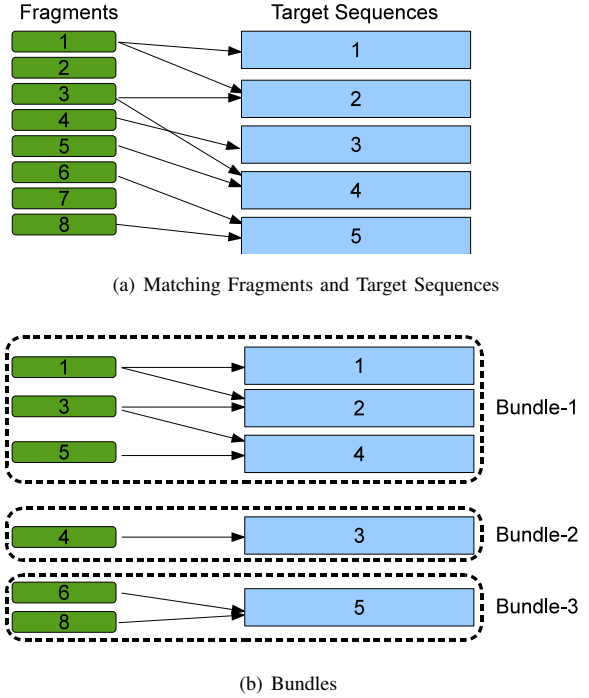 Fragments Target Sequences
1 1
2
3 2
4 3
5
6 4
7
8 5
(a) Matching Fragments and Target Sequences
1 1
3 2 Bundle-1
5 4
4 3 Bundle-2
6
8 5 Bundle-3
(b) Bundles